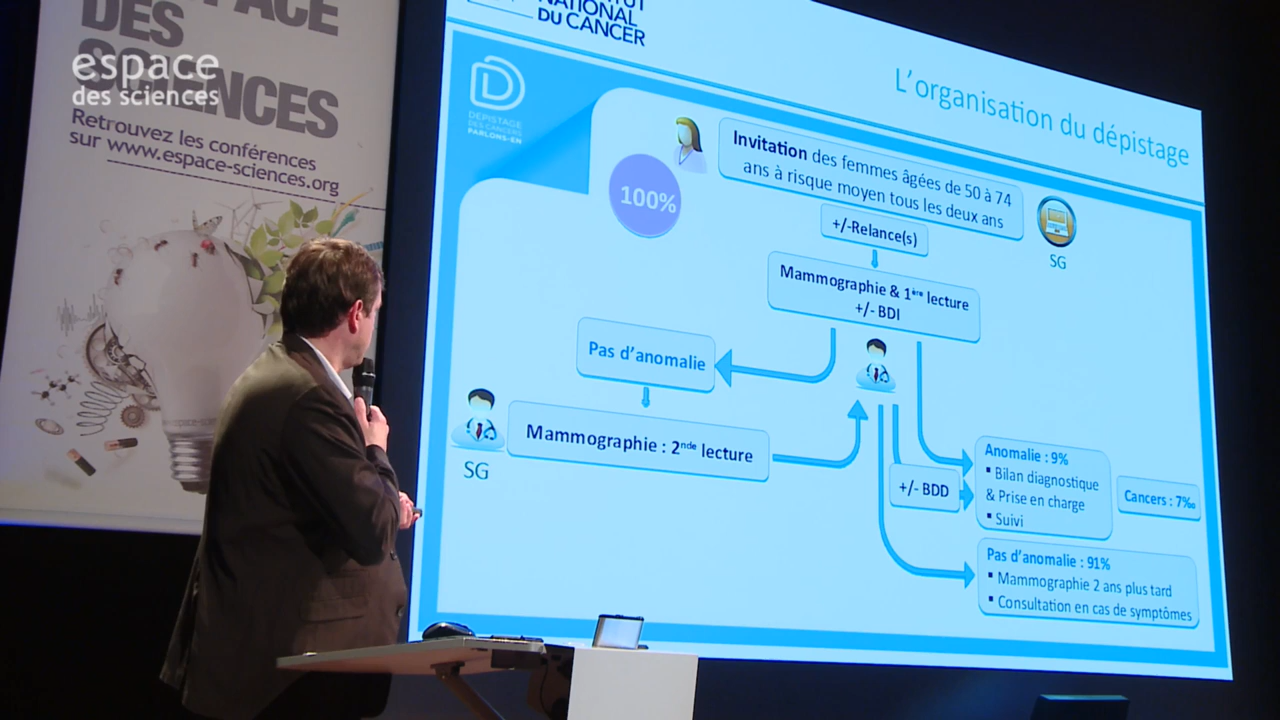 ESPACE
DES
SCIENCES
espace
des sciences
Retrouvez les conférences
sur www.espace-sciences.org
NATIONAL
DU CANCER
L'organisation du dépistage
DÉPISTAGE
DES CANCERS
PARLONS-EN
100%
Invitation des femmes âgées de 50 à 74
ans à risque moyen tous les deux ans
SG
+/-Relance(s)
Mammographie & 1ère lecture
+/- BDI
Pas d'anomalie
Mammographie : 2nde lecture
SG
+/- BDD
Anomalie : 9%
▪ Bilan diagnostique
& Prise en charge
▪ Suivi
Cancers : 7‰
Pas d'anomalie : 91%
▪ Mammographie 2 ans plus tard
▪ Consultation en cas de symptômes